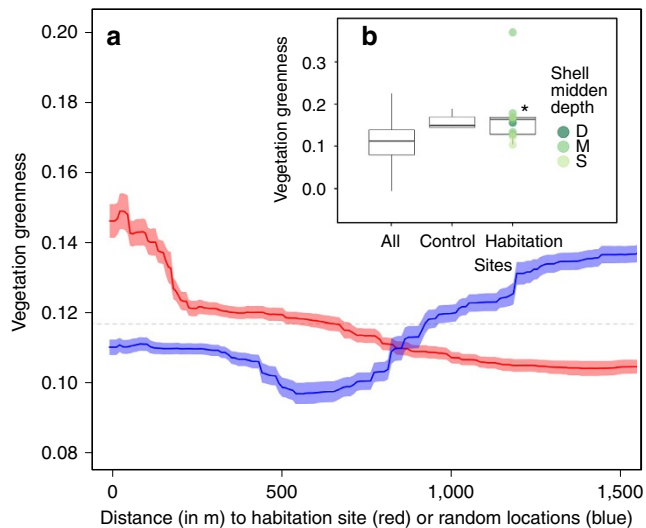 a
Vegetation greenness
0.20
0.18
0.16
0.14
0.12
0.10
0.08
0
500
1,000
1,500
Distance (in m) to habitation site (red) or random locations (blue)
b
Vegetation greenness
0.3
0.2
0.1
0.0
*
All Control Habitation
Sites
Shell
midden
depth
D
M
S